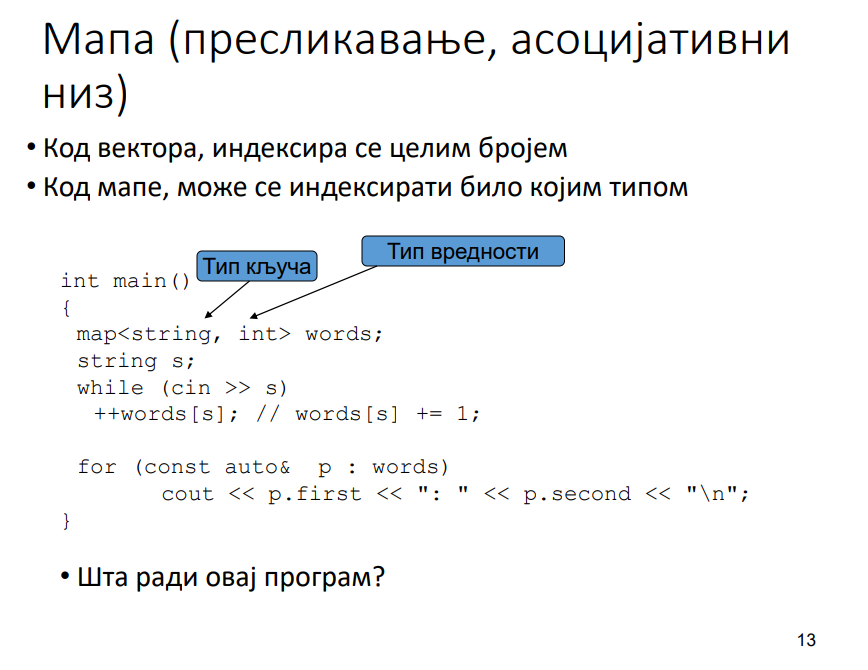 Мапа (пресликавање, асоцијативни
низ)
• Код вектора, индексира се целим бројем
• Код мапе, може се индексирати било којим типом
Тип кључа
Тип вредности
int main()
{
map<string, int> words;
string s;
while (cin >> s)
++words[s]; // words[s] += 1;
for (const auto& p : words)
cout << p.first << ": " << p.second << "\n";
}
• Шта ради овај програм?
13